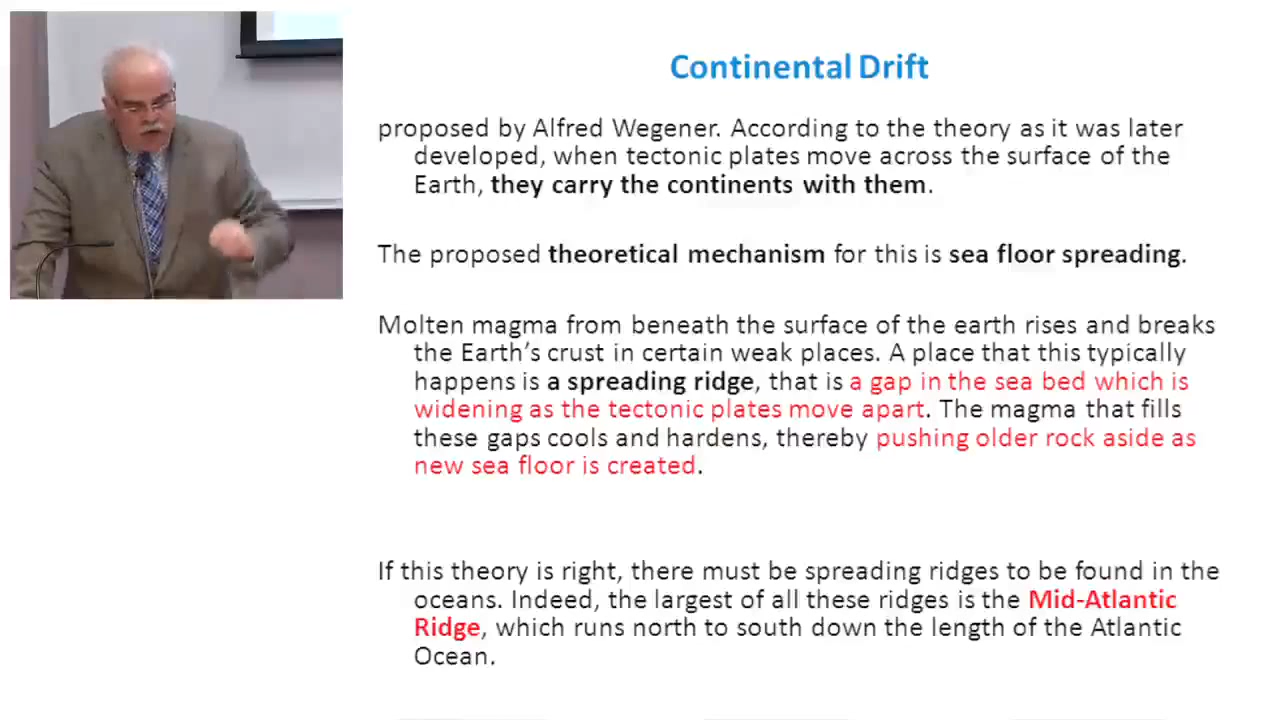 Continental Drift
proposed by Alfred Wegener. According to the theory as it was later
developed, when tectonic plates move across the surface of the
Earth, they carry the continents with them.
The proposed theoretical mechanism for this is sea floor spreading.
Molten magma from beneath the surface of the earth rises and breaks
the Earth’s crust in certain weak places. A place that this typically
happens is a spreading ridge, that is a gap in the sea bed which is
widening as the tectonic plates move apart. The magma that fills
these gaps cools and hardens, thereby pushing older rock aside as
new sea floor is created.
If this theory is right, there must be spreading ridges to be found in the
oceans. Indeed, the largest of all these ridges is the Mid-Atlantic
Ridge, which runs north to south down the length of the Atlantic
Ocean.